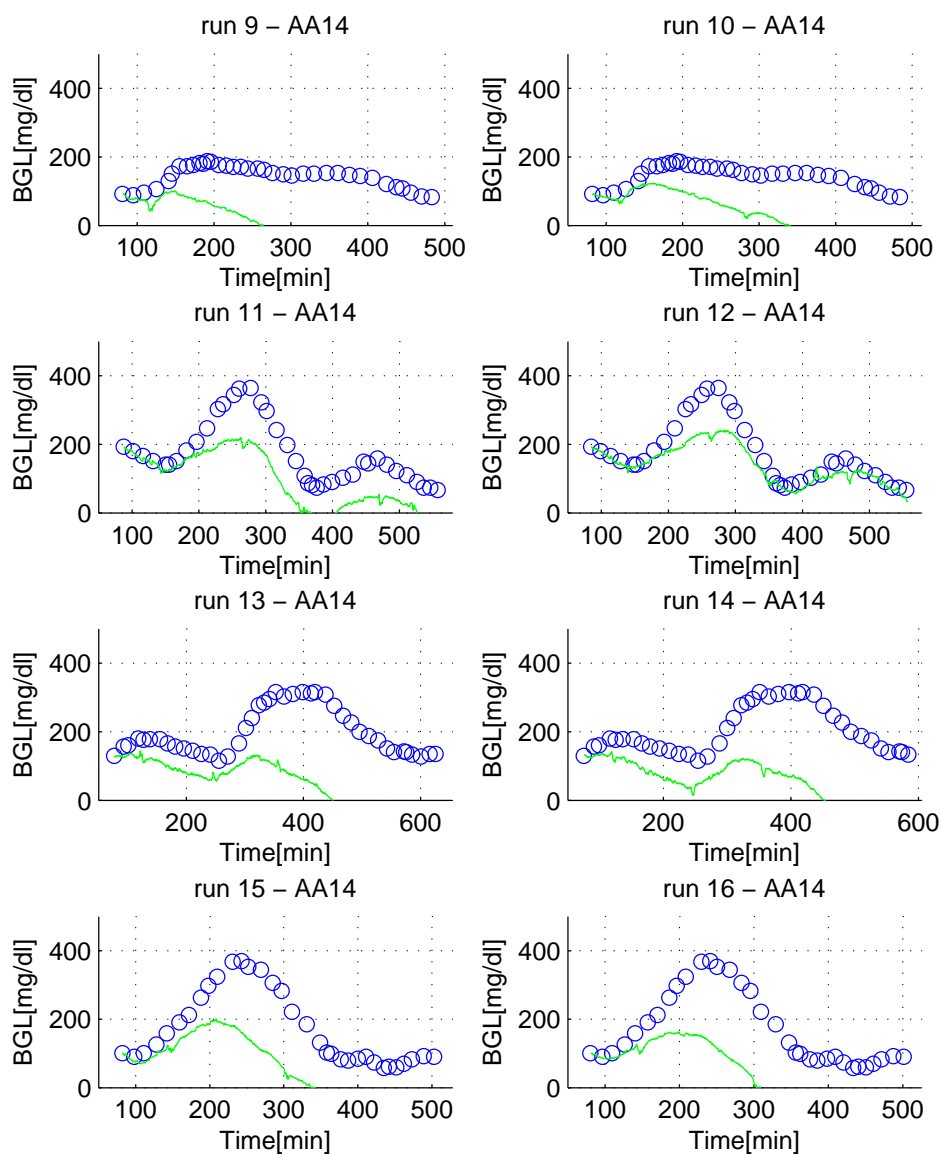 run 9 − AA14
BGL[mg/dl]
400
200
0
100 200 300 400 500
Time[min]
run 10 − AA14
BGL[mg/dl]
400
200
0
100 200 300 400 500
Time[min]
run 11 − AA14
BGL[mg/dl]
400
200
0
100 200 300 400 500
Time[min]
run 12 − AA14
BGL[mg/dl]
400
200
0
100 200 300 400 500
Time[min]
run 13 − AA14
BGL[mg/dl]
400
200
0
200 400 600
Time[min]
run 14 − AA14
BGL[mg/dl]
400
200
0
200 400 600
Time[min]
run 15 − AA14
BGL[mg/dl]
400
200
0
100 200 300 400 500
Time[min]
run 16 − AA14
BGL[mg/dl]
400
200
0
100 200 300 400 500
Time[min]